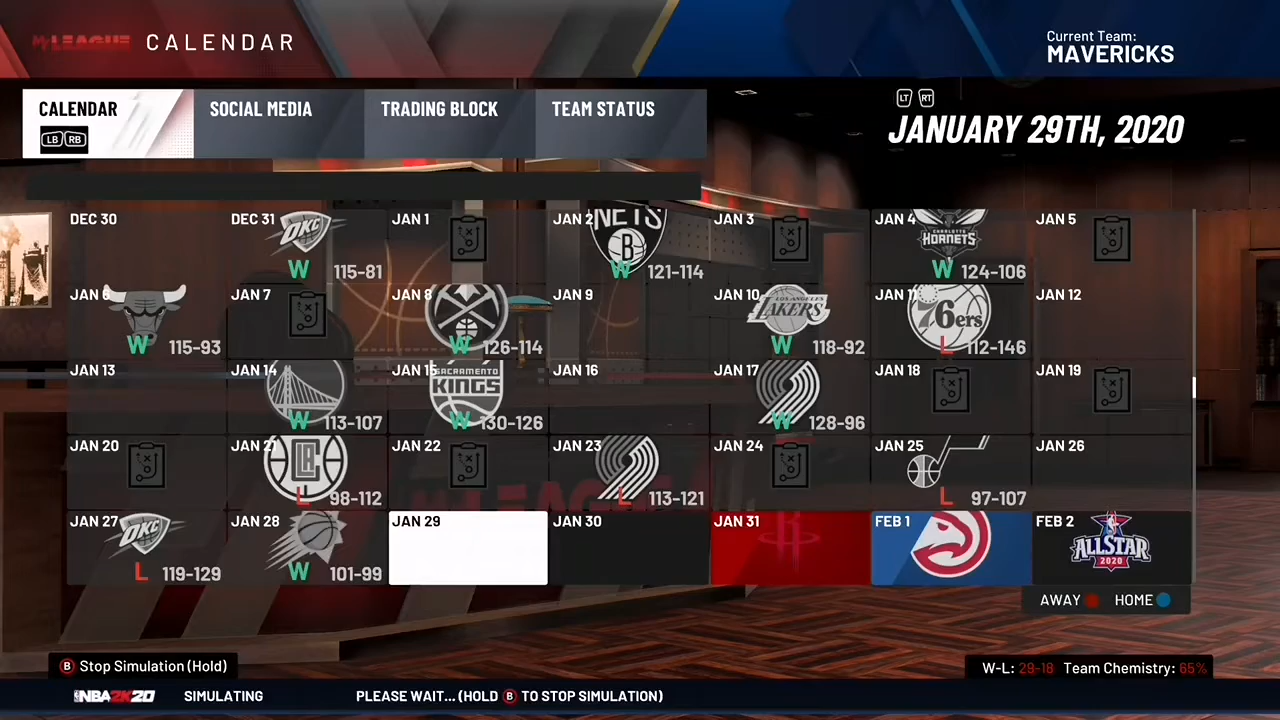 MYLEAGUE CALENDAR
Current Team:
MAVERICKS
CALENDAR SOCIAL MEDIA TRADING BLOCK TEAM STATUS
LB RB
LT RT
JANUARY 29TH, 2020
DEC 30 DEC 31 JAN 1 JAN 2 JAN 3 JAN 4 JAN 5
OKC NETS B CHARLOTTE HORNETS
W 115-81 W 121-114 W 124-106
JAN 6 JAN 7 JAN 8 JAN 9 JAN 10 JAN 11 JAN 12
LOS ANGELES LAKERS 76ers
W 115-93 W 126-114 W 118-92 L 112-146
JAN 13 JAN 14 JAN 15 JAN 16 JAN 17 JAN 18 JAN 19
SACRAMENTO KINGS
W 113-107 W 130-126 W 128-96
JAN 20 JAN 21 JAN 22 JAN 23 JAN 24 JAN 25 JAN 26
LA
L 98-112 L 113-121 L 97-107
JAN 27 JAN 28 JAN 29 JAN 30 JAN 31 FEB 1 FEB 2
OKC ALLSTAR 2020
L 119-129 W 101-99
AWAY HOME
B Stop Simulation (Hold)
W-L: 29-18 Team Chemistry: 65%
NBA2K20 SIMULATING PLEASE WAIT... (HOLD B TO STOP SIMULATION)